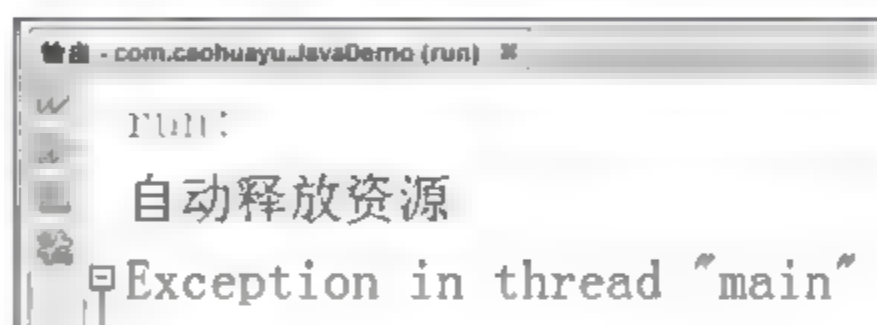 输出 - com.caohuayu.JavaDemo (run) ✖
run:
自动释放资源
Exception in thread "main"